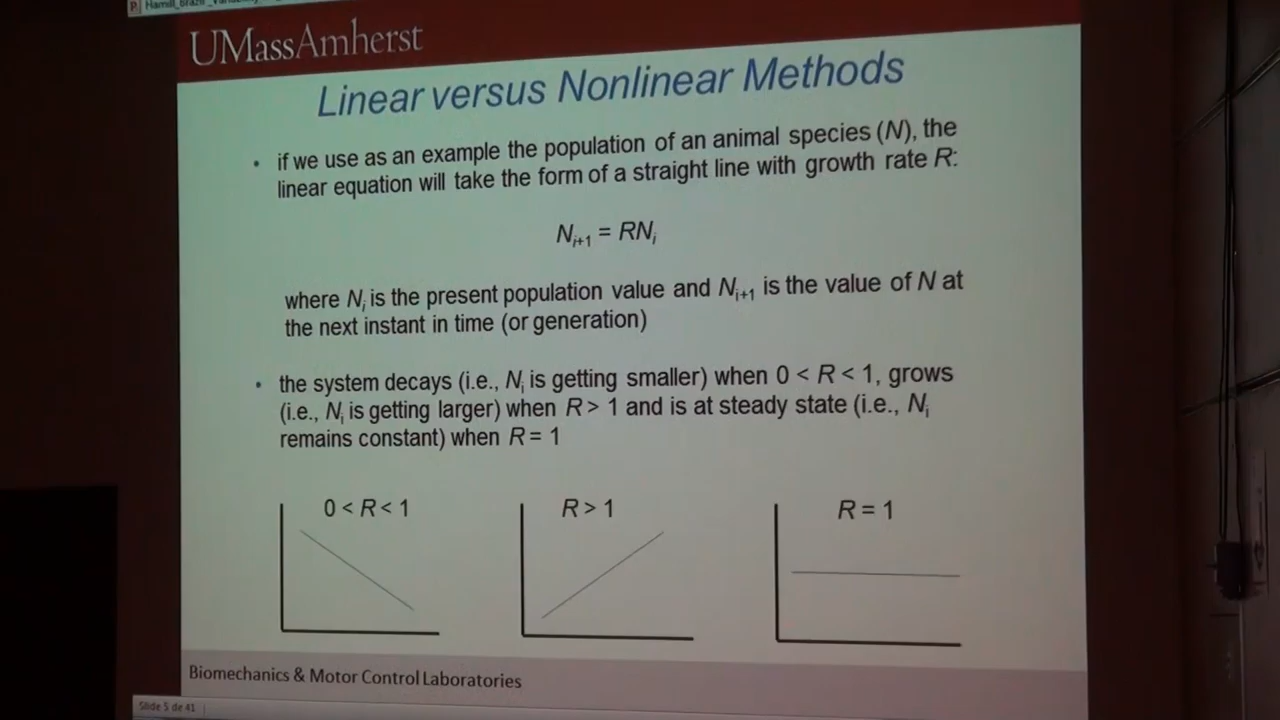 UMassAmherst
Linear versus Nonlinear Methods
• if we use as an example the population of an animal species (N), the
linear equation will take the form of a straight line with growth rate R:
Nᵢ₊₁ = RNᵢ
where Nᵢ is the present population value and Nᵢ₊₁ is the value of N at
the next instant in time (or generation)
• the system decays (i.e., Nᵢ is getting smaller) when 0 < R < 1, grows
(i.e., Nᵢ is getting larger) when R > 1 and is at steady state (i.e., Nᵢ
remains constant) when R = 1
0 < R < 1
R > 1
R = 1
Biomechanics & Motor Control Laboratories
Slide 5 de 41